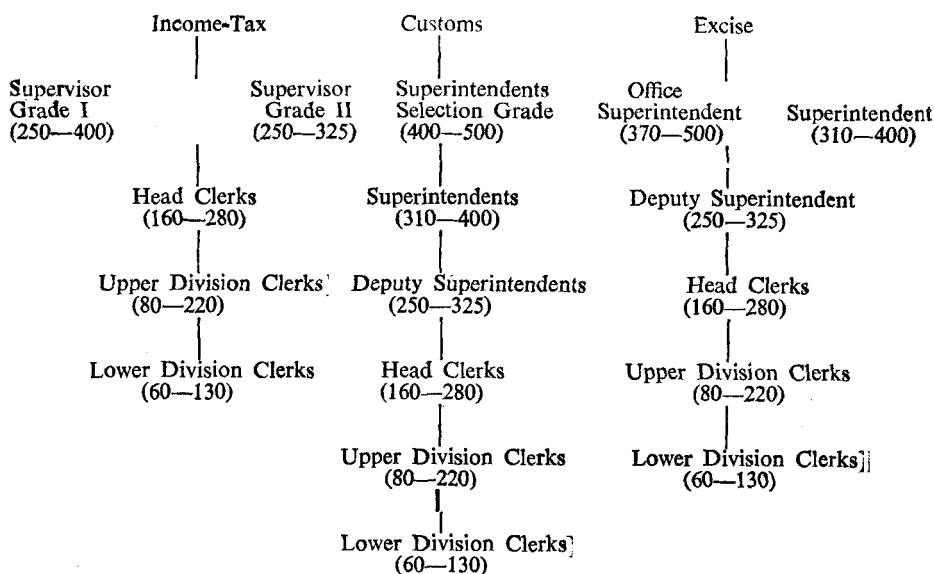 Income-Tax
Supervisor
Grade I
(250—400)
Supervisor
Grade II
(250—325)
Head Clerks
(160—280)
Upper Division Clerks
(80—220)
Lower Division Clerks
(60—130)
Customs
Superintendents
Selection Grade
(400—500)
Superintendents
(310—400)
Deputy Superintendents
(250—325)
Head Clerks
(160—280)
Upper Division Clerks
(80—220)
Lower Division Clerks
(60—130)
Excise
Office
Superintendent
(370—500)
Superintendent
(310—400)
Deputy Superintendent
(250—325)
Head Clerks
(160—280)
Upper Division Clerks
(80—220)
Lower Division Clerks
(60—130)